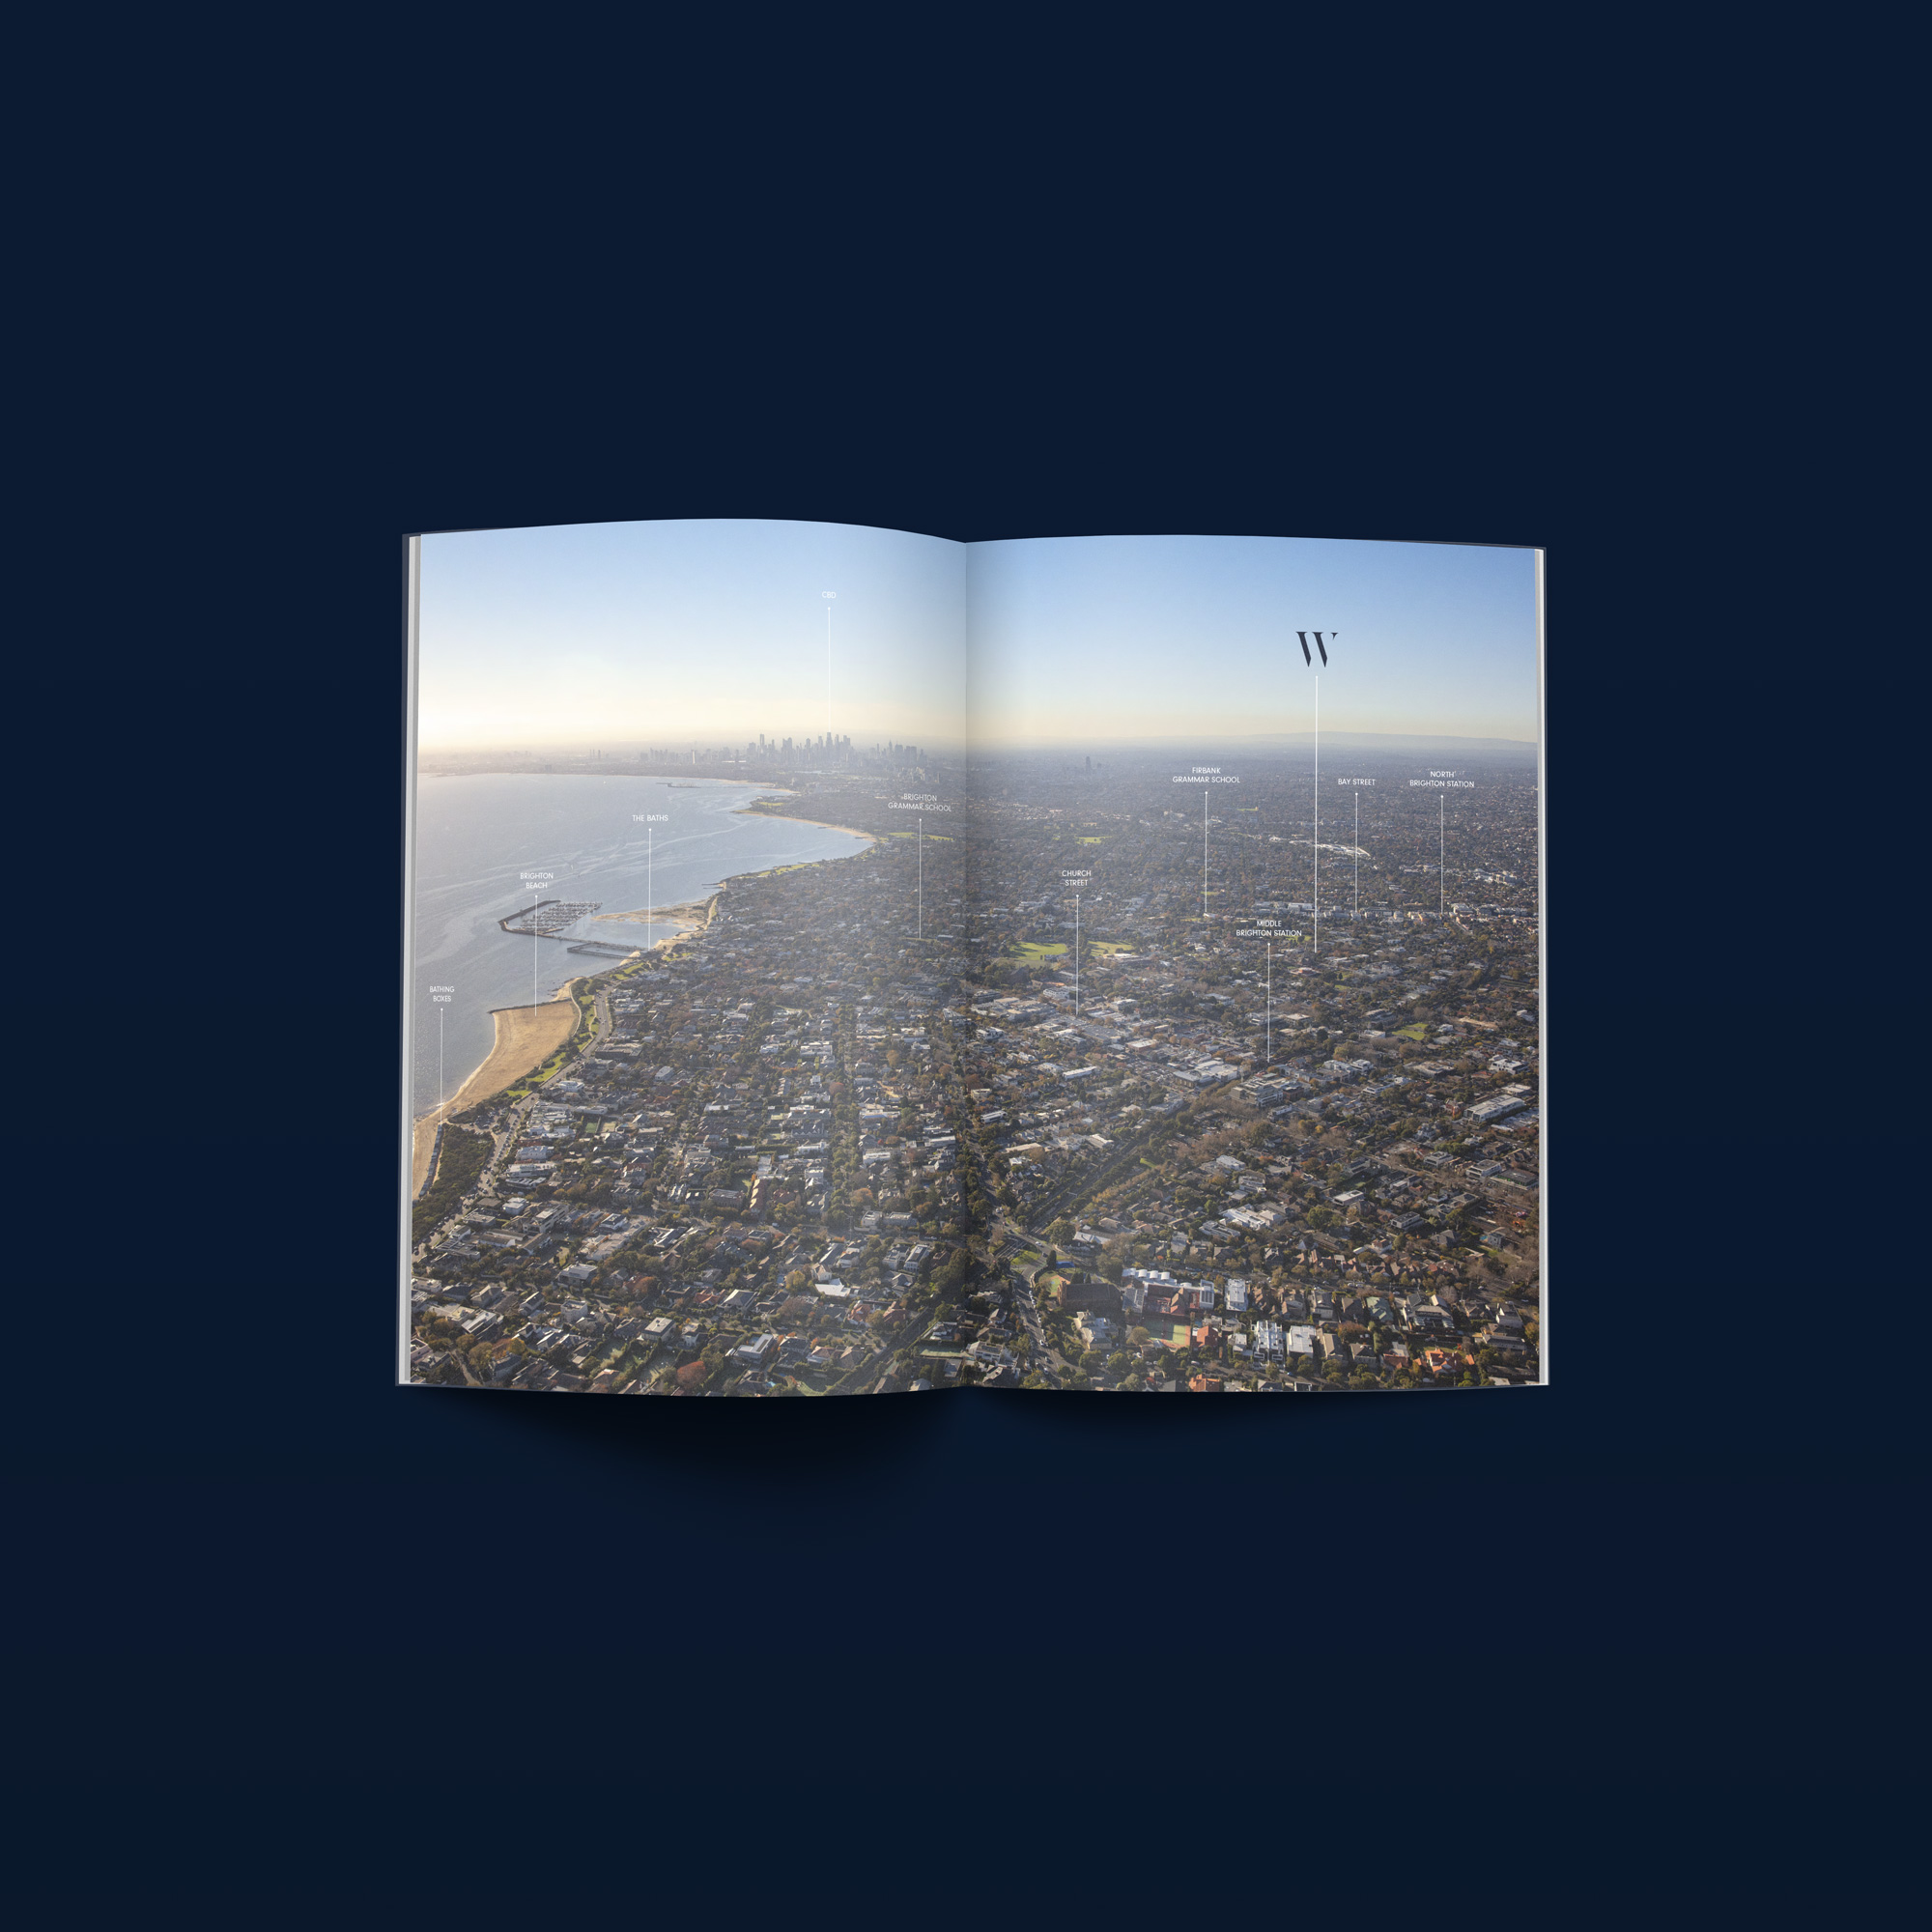 CBD
THE BATHS
BRIGHTON
GRAMMAR SCHOOL
BRIGHTON
BEACH
BATHING
BOXES
W
FIRBANK
GRAMMAR SCHOOL
BAY STREET
NORTH
BRIGHTON STATION
CHURCH
STREET
MIDDLE
BRIGHTON STATION